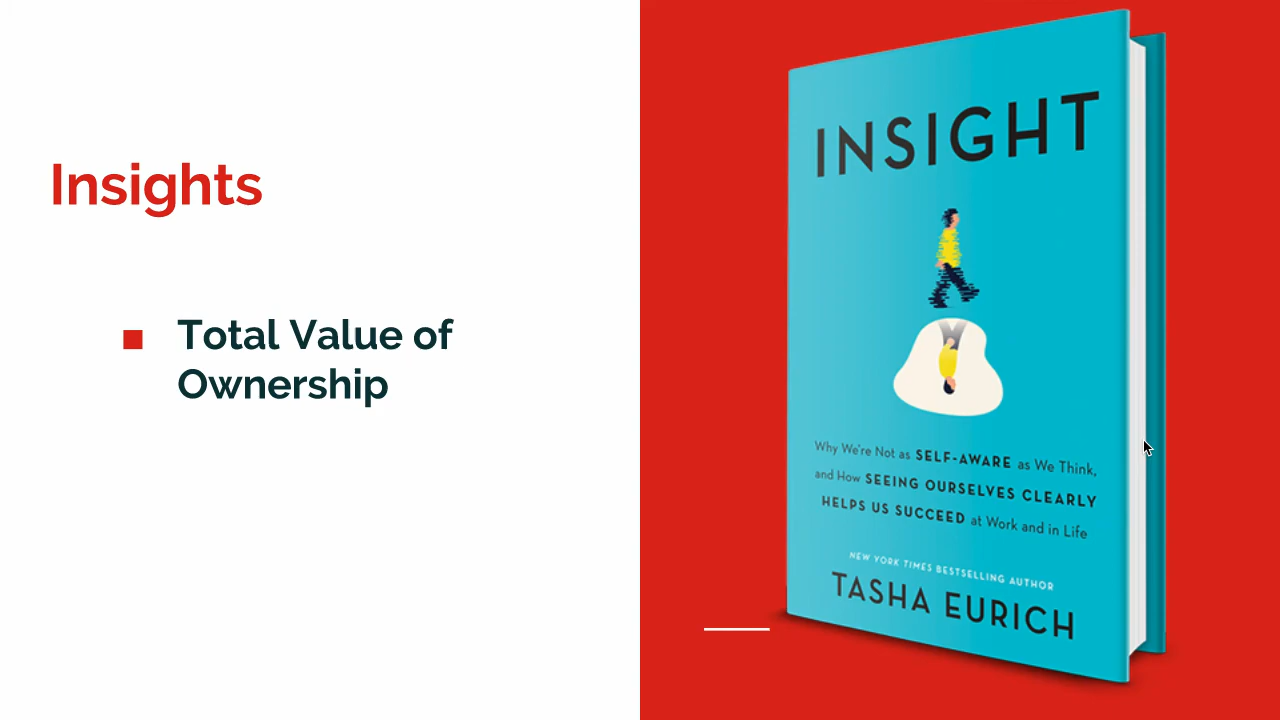 Insights
Total Value of
Ownership
INSIGHT
Why We're Not as SELF-AWARE as We Think,
and How SEEING OURSELVES CLEARLY
HELPS US SUCCEED at Work and in Life
NEW YORK TIMES BESTSELLING AUTHOR
TASHA EURICH